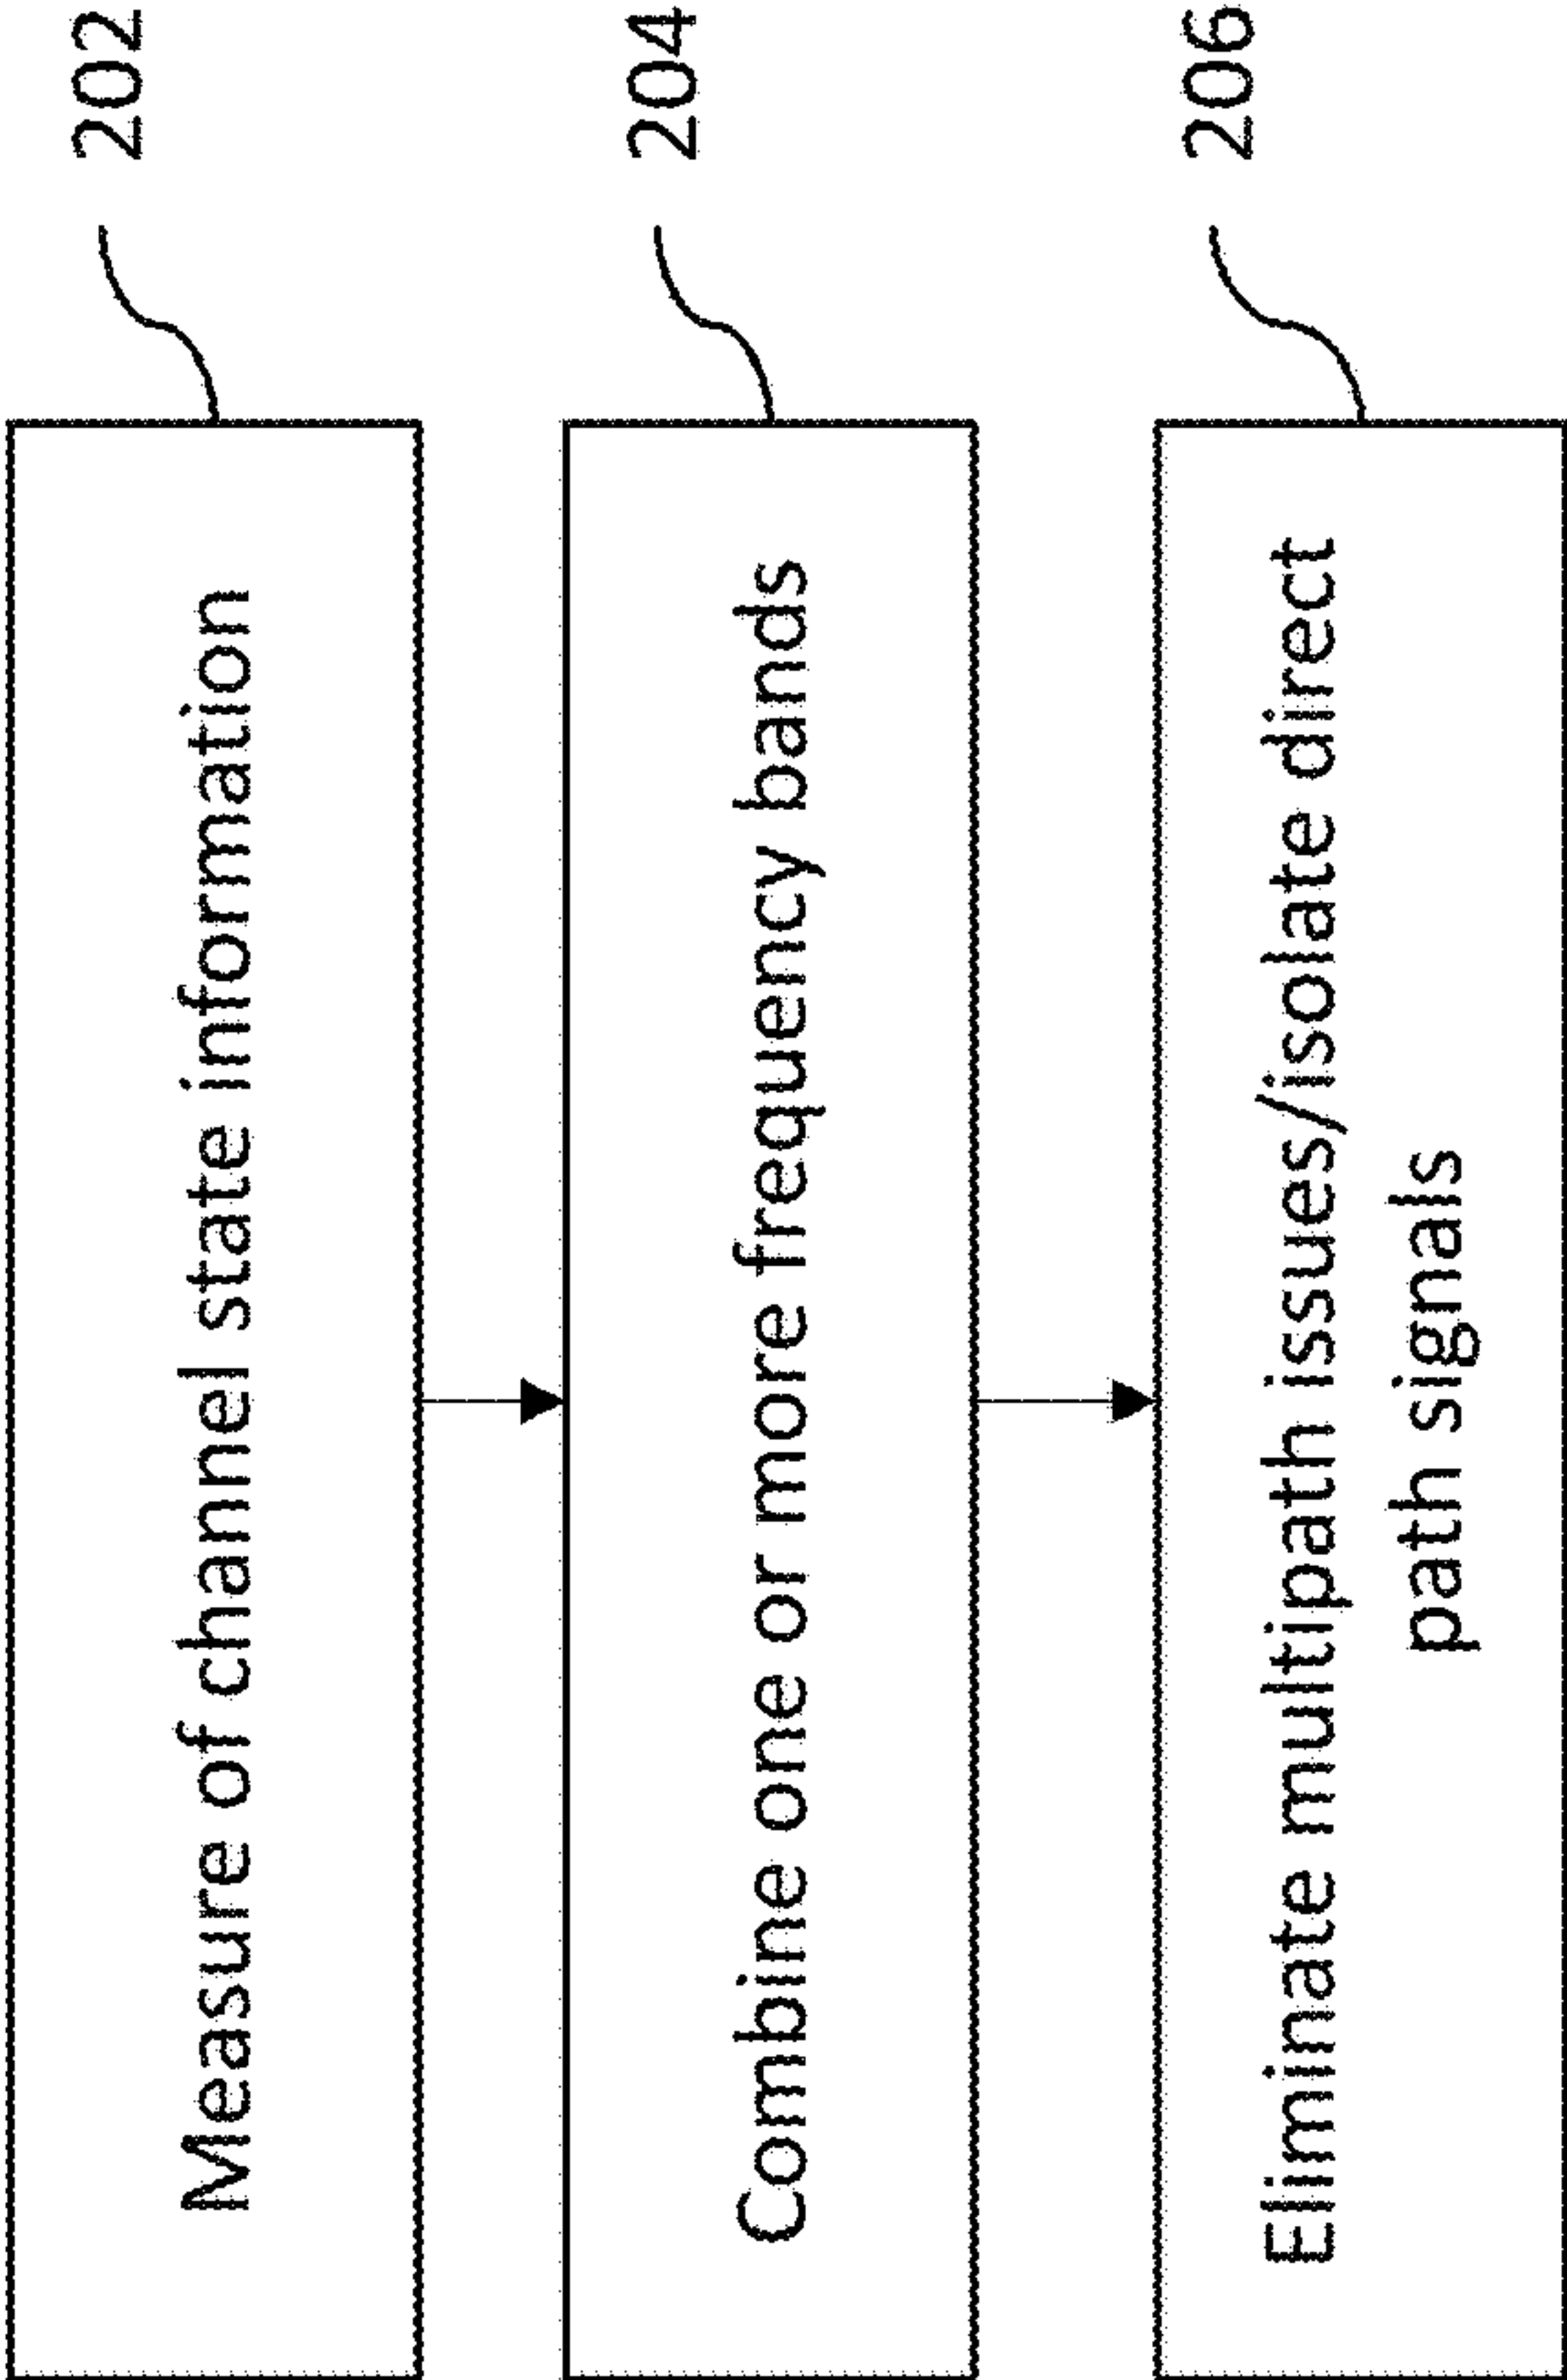 Measure of channel state information
202
Combine one or more frequency bands
204
Eliminate multipath issues/isolate direct
path signals
206